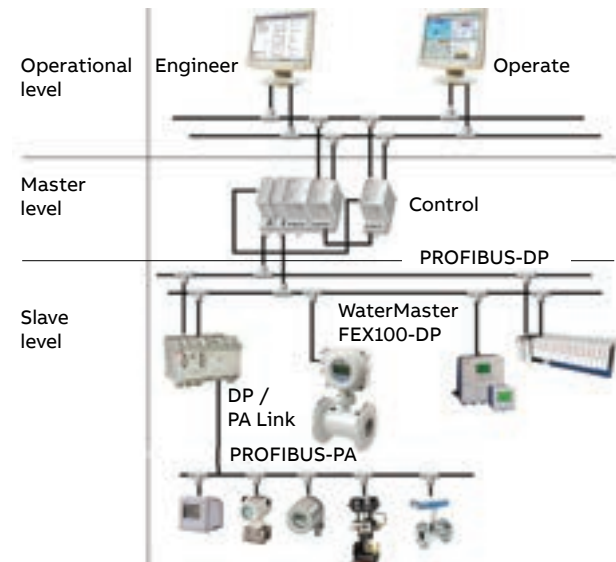 Operational
level
Engineer
Operate
Master
level
Control
PROFIBUS-DP
Slave
level
WaterMaster
FEX100-DP
DP /
PA Link
PROFIBUS-PA